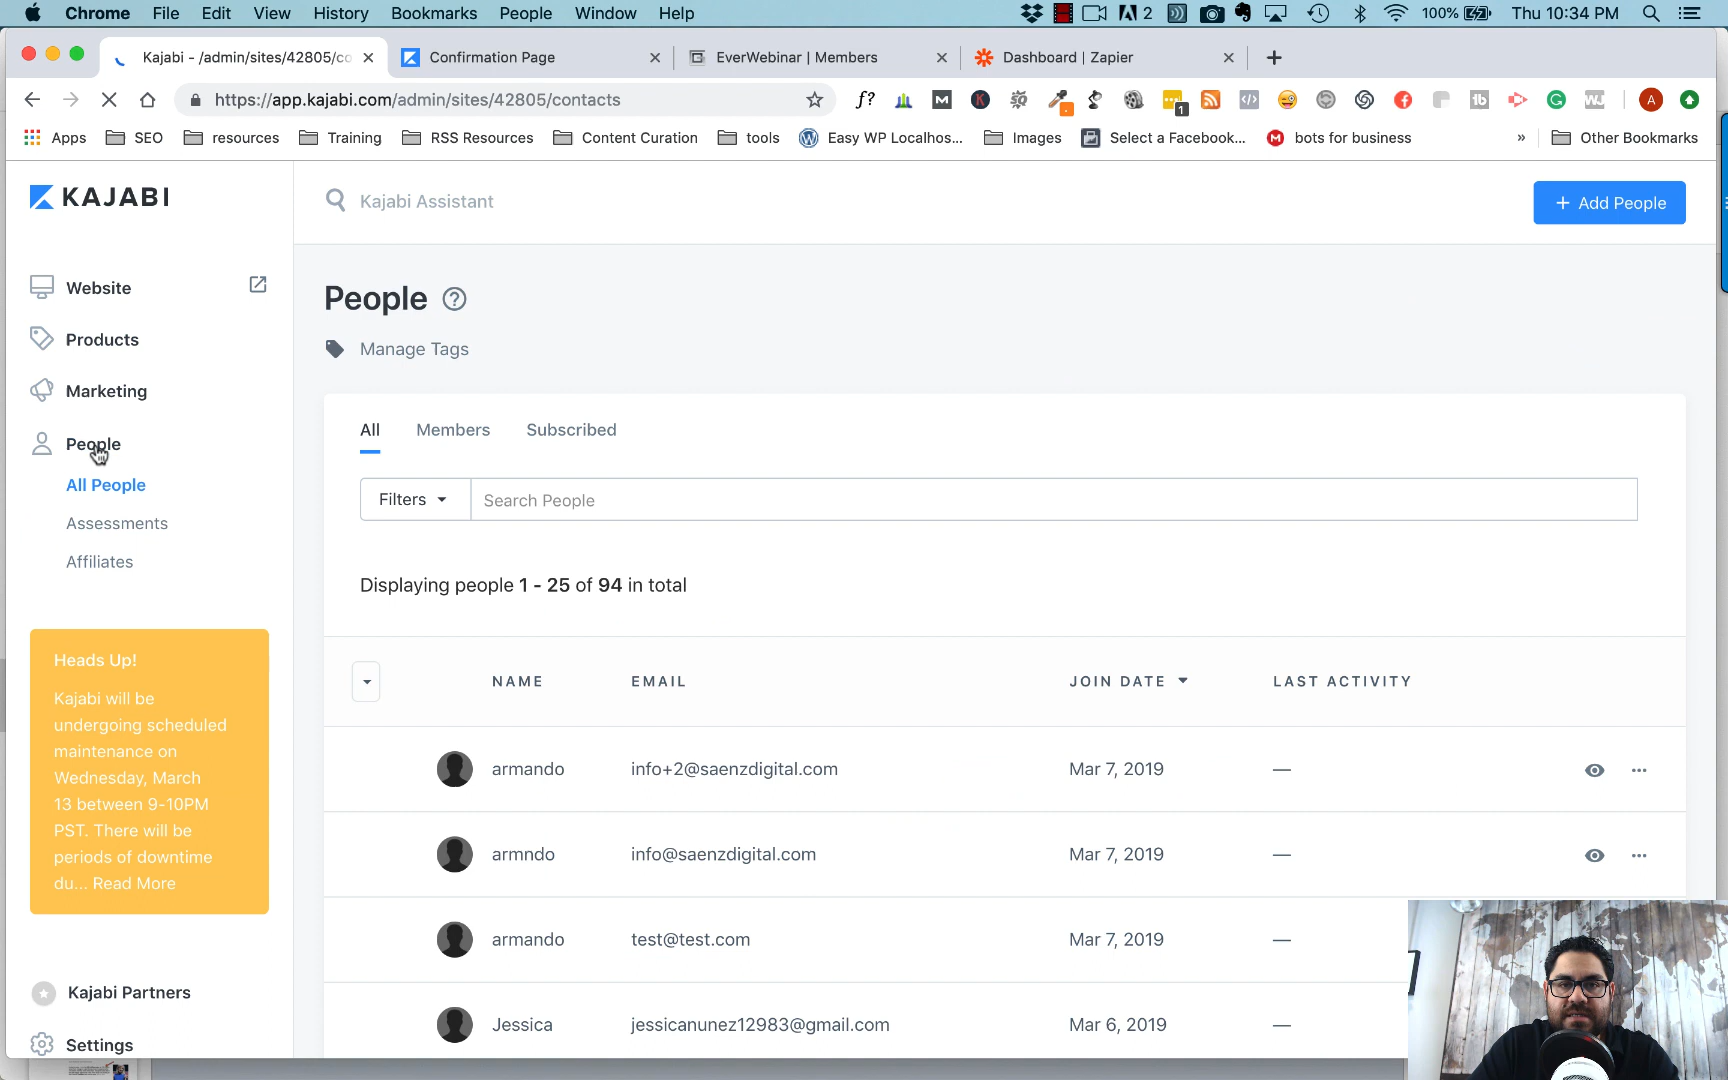 Chrome File Edit View History Bookmarks People Window Help 2 100% Thu 10:34 PM
Kajabi - /admin/sites/42805/co Confirmation Page EverWebinar | Members Dashboard | Zapier
https://app.kajabi.com/admin/sites/42805/contacts
Apps SEO resources Training RSS Resources Content Curation tools Easy WP Localhos... Images Select a Facebook... bots for business » Other Bookmarks
KAJABI
Kajabi Assistant
+ Add People
Website
Products
Marketing
People
All People
Assessments
Affiliates
Heads Up!
Kajabi will be
undergoing scheduled
maintenance on
Wednesday, March
13 between 9-10PM
PST. There will be
periods of downtime
du... Read More
Kajabi Partners
Settings
People
Manage Tags
All Members Subscribed
Filters Search People
Displaying people 1 - 25 of 94 in total
NAME EMAIL JOIN DATE LAST ACTIVITY
armando info+2@saenzdigital.com Mar 7, 2019 —
armndo info@saenzdigital.com Mar 7, 2019 —
armando test@test.com Mar 7, 2019 —
Jessica jessicanunez12983@gmail.com Mar 6, 2019 —